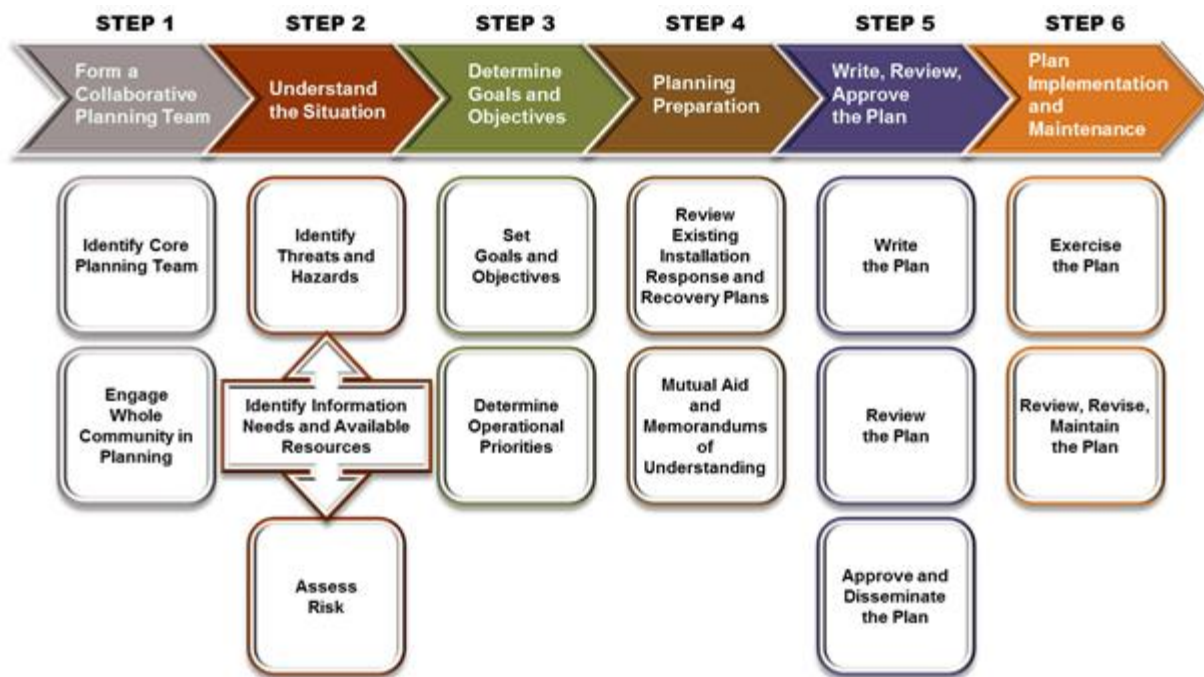 STEP 1
STEP 2
STEP 3
STEP 4
STEP 5
STEP 6
Form a
Collaborative
Planning Team
Understand
the Situation
Determine
Goals and
Objectives
Planning
Preparation
Write, Review,
Approve
the Plan
Plan
Implementation
and
Maintenance
Identify Core
Planning Team
Identify
Threats and
Hazards
Set
Goals and
Objectives
Review
Existing
Installation
Response and
Recovery Plans
Write
the Plan
Exercise
the Plan
Engage
Whole
Community in
Planning
Identify Information
Needs and Available
Resources
Determine
Operational
Priorities
Mutual Aid
and
Memorandums
of
Understanding
Review
the Plan
Review, Revise,
Maintain
the Plan
Assess
Risk
Approve and
Disseminate
the Plan